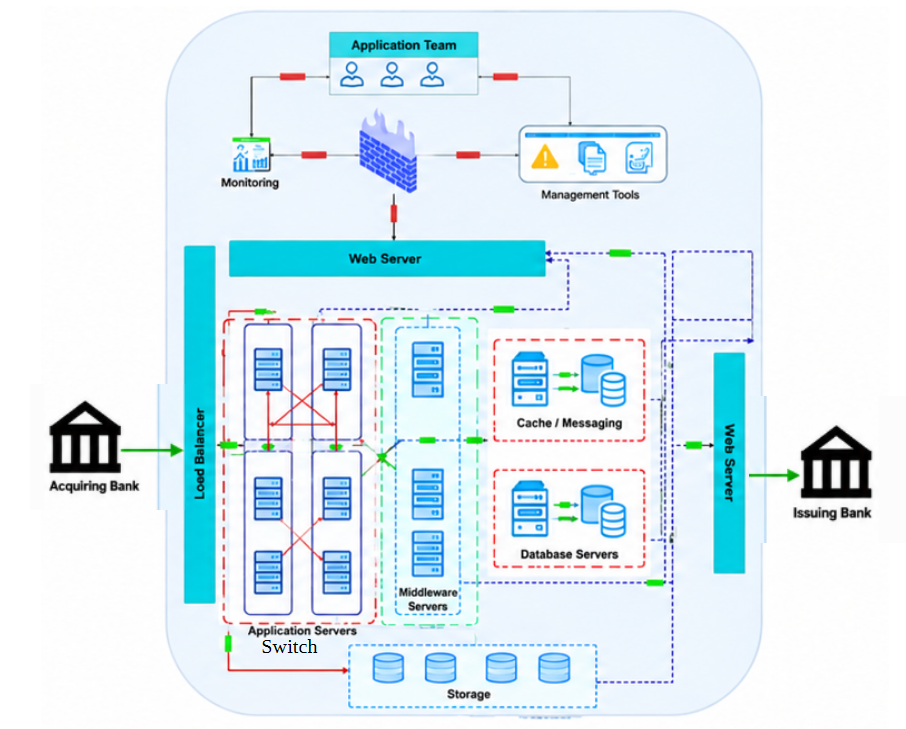 Application Team
Monitoring
Management Tools
Web Server
Load Balancer
Cache / Messaging
Web Server
Acquiring Bank
Issuing Bank
Database Servers
Middleware
Servers
Application Servers
Switch
Storage